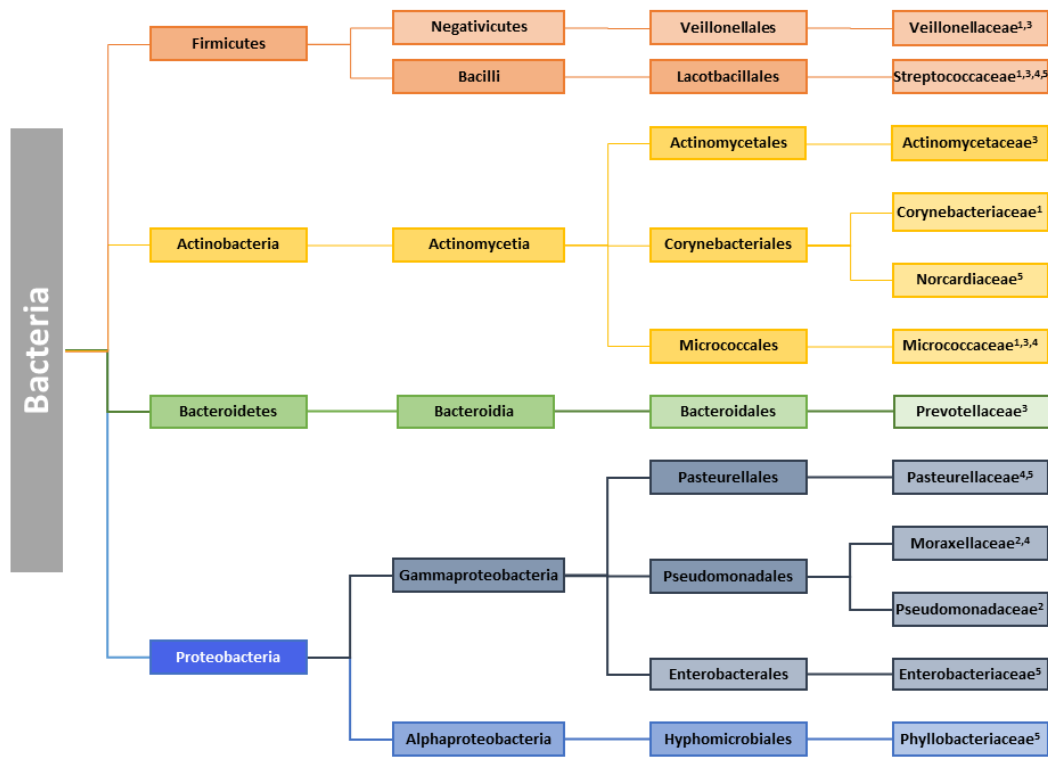 Bacteria
Firmicutes
Negativicutes
Veillonellales
Veillonellaceae1,3
Bacilli
Lacotbacillales
Streptococcaceae1,3,4,5
Actinobacteria
Actinomycetia
Actinomycetales
Actinomycetaceae3
Corynebacteriales
Corynebacteriaceae1
Norcardiaceae5
Micrococcales
Micrococcaceae1,3,4
Bacteroidetes
Bacteroidia
Bacteroidales
Prevotellaceae3
Proteobacteria
Gammaproteobacteria
Pasteurellales
Pasteurellaceae4,5
Pseudomonadales
Moraxellaceae2,4
Pseudomonadaceae2
Enterobacterales
Enterobacteriaceae5
Alphaproteobacteria
Hyphomicrobiales
Phyllobacteriaceae5